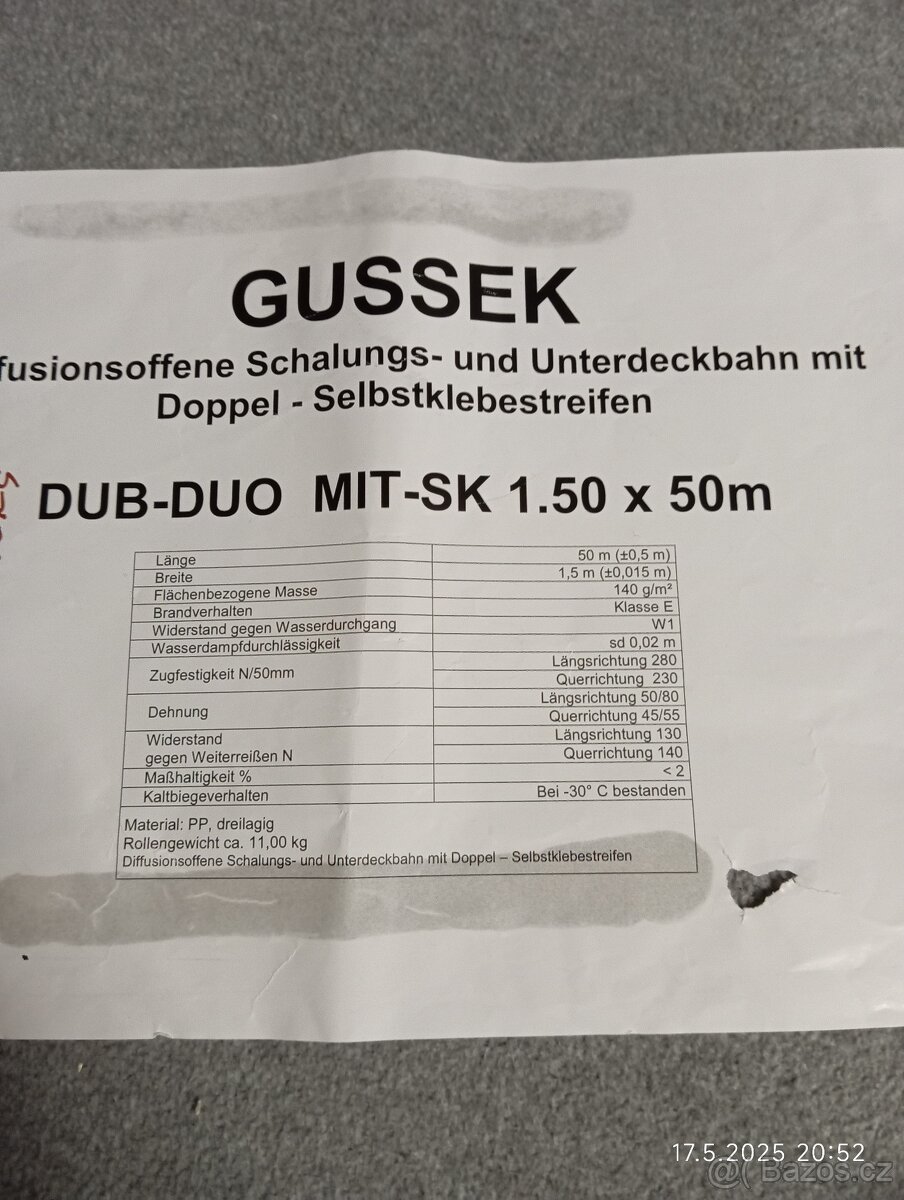 GUSSEK
fusionsoffene Schalungs- und Unterdeckbahn mit
Doppel - Selbstklebestreifen
DUB-DUO MIT-SK 1.50 x 50m
Länge 50 m (±0,5 m)
Breite 1,5 m (±0,015 m)
Flächenbezogene Masse 140 g/m²
Brandverhalten Klasse E
Widerstand gegen Wasserdurchgang W1
Wasserdampfdurchlässigkeit sd 0,02 m
Zugfestigkeit N/50mm Längsrichtung 280
Querrichtung 230
Dehnung Längsrichtung 50/80
Querrichtung 45/55
Widerstand
gegen Weiterreißen N Längsrichtung 130
Querrichtung 140
Maßhaltigkeit % < 2
Kaltbiegeverhalten Bei -30° C bestanden
Material: PP, dreilagig
Rollengewicht ca. 11,00 kg
Diffusionsoffene Schalungs- und Unterdeckbahn mit Doppel – Selbstklebestreifen
17.5.2025 20:52
Bazos.cz